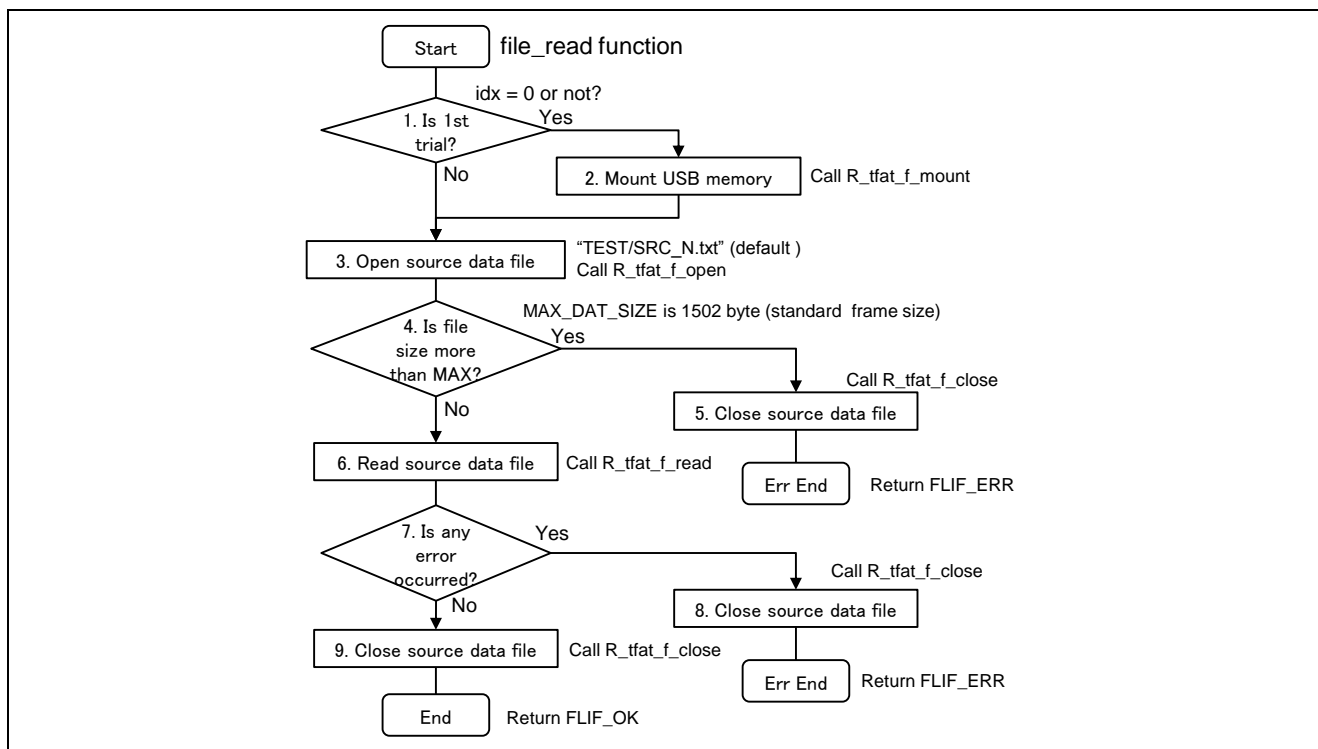 Start
file_read function
idx = 0 or not?
1. Is 1st
trial?
Yes
No
2. Mount USB memory
Call R_tfat_f_mount
3. Open source data file
“TEST/SRC_N.txt” (default )
Call R_tfat_f_open
MAX_DAT_SIZE is 1502 byte (standard frame size)
4. Is file
size more
than MAX?
Yes
No
Call R_tfat_f_close
5. Close source data file
Err End
Return FLIF_ERR
6. Read source data file
Call R_tfat_f_read
7. Is any
error
occurred?
Yes
No
Call R_tfat_f_close
8. Close source data file
Err End
Return FLIF_ERR
9. Close source data file
Call R_tfat_f_close
End
Return FLIF_OK